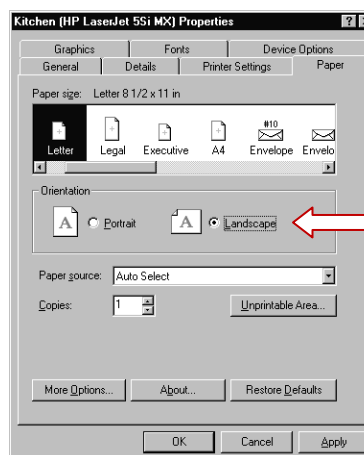 Kitchen (HP LaserJet 5Si MX) Properties
Graphics Fonts Device Options
General Details Printer Settings Paper
Paper size: Letter 8 1/2 x 11 in
#10
Letter Legal Executive A4 Envelope Envelo
Orientation
A Portrait A Landscape
Paper source: Auto Select
Copies: 1 Unprintable Area...
More Options... About... Restore Defaults
OK Cancel Apply